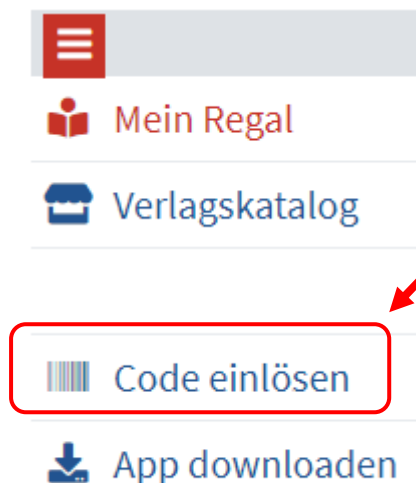 Mein Regal
Verlagskatalog
Code einlösen
App downloaden